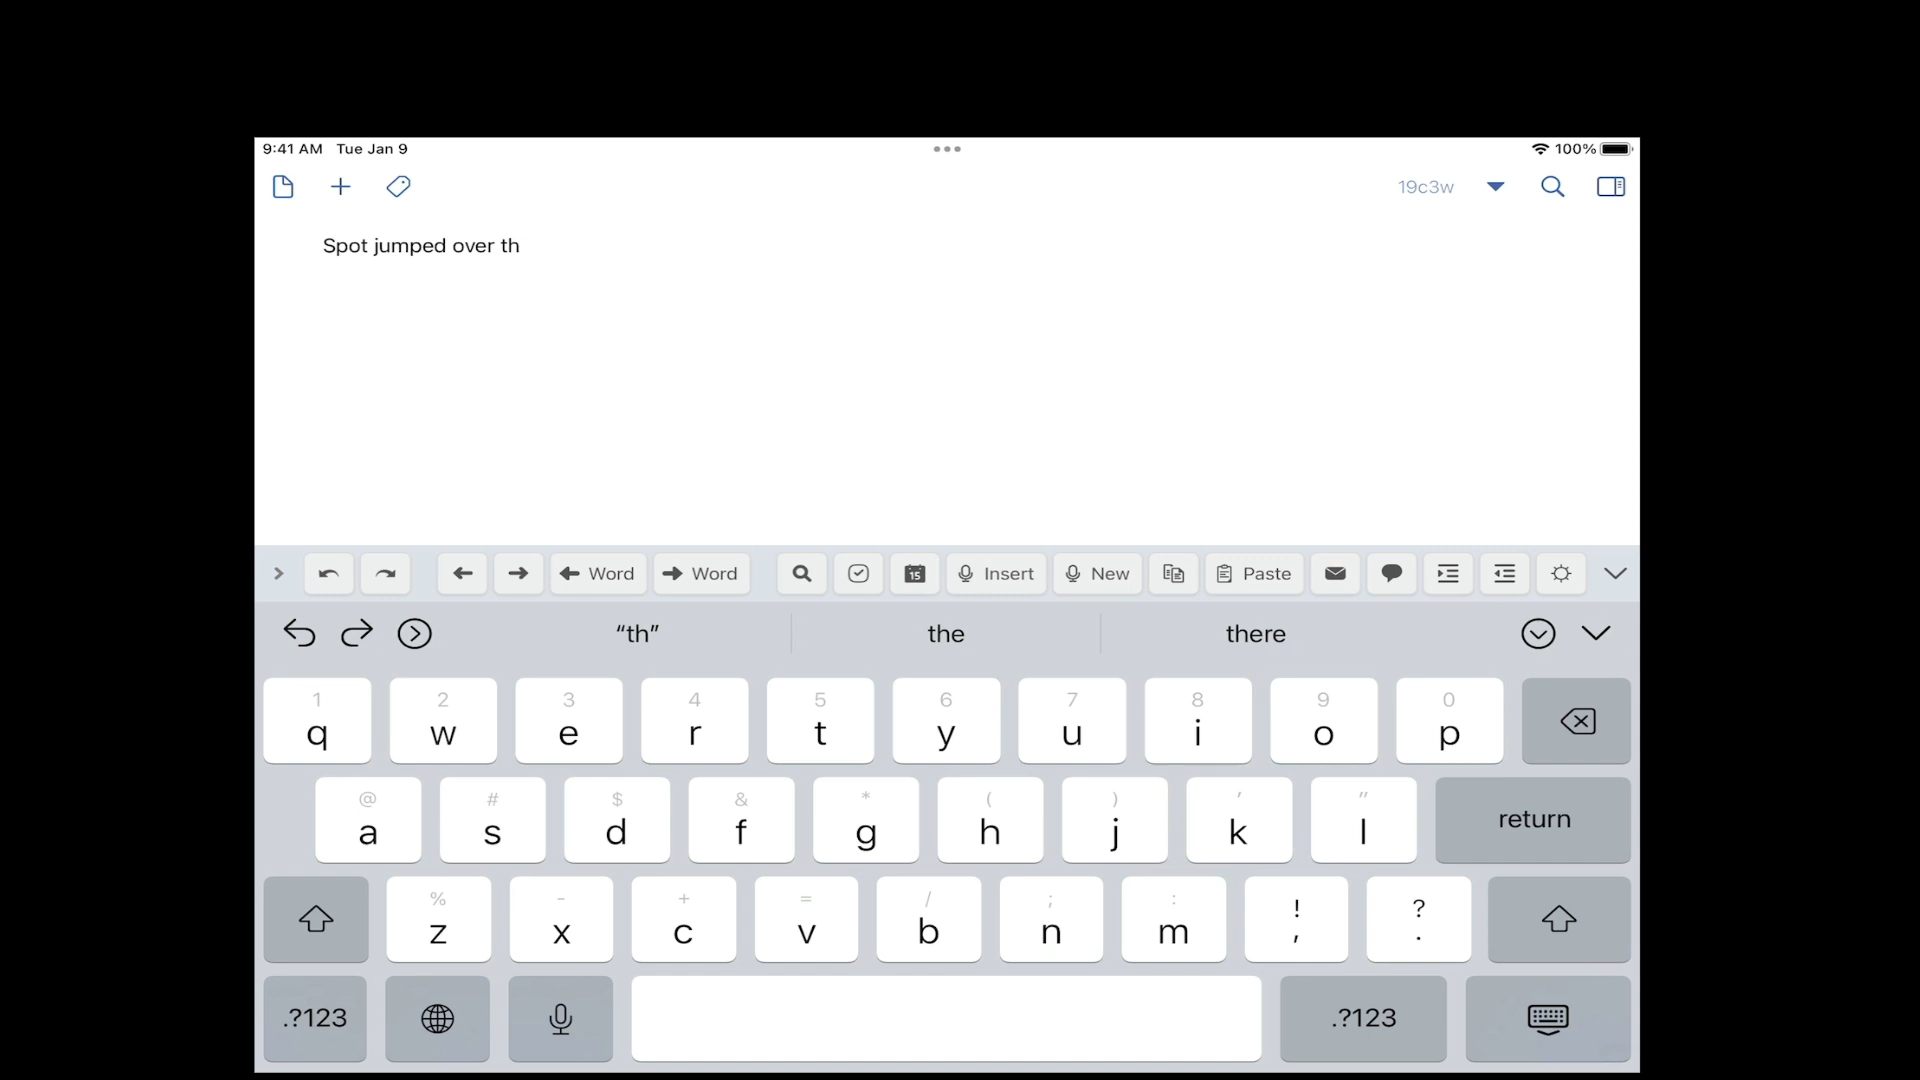 9:41 AM Tue Jan 9 100%
19c3w
Spot jumped over th
Word Word 15 Insert New Paste
“th” the there
1 2 3 4 5 6 7 8 9 0
q w e r t y u i o p
@ # $ & * ( ) ' "
a s d f g h j k l return
% - + = / ; : ! ?
z x c v b n m , .
.?123 .?123